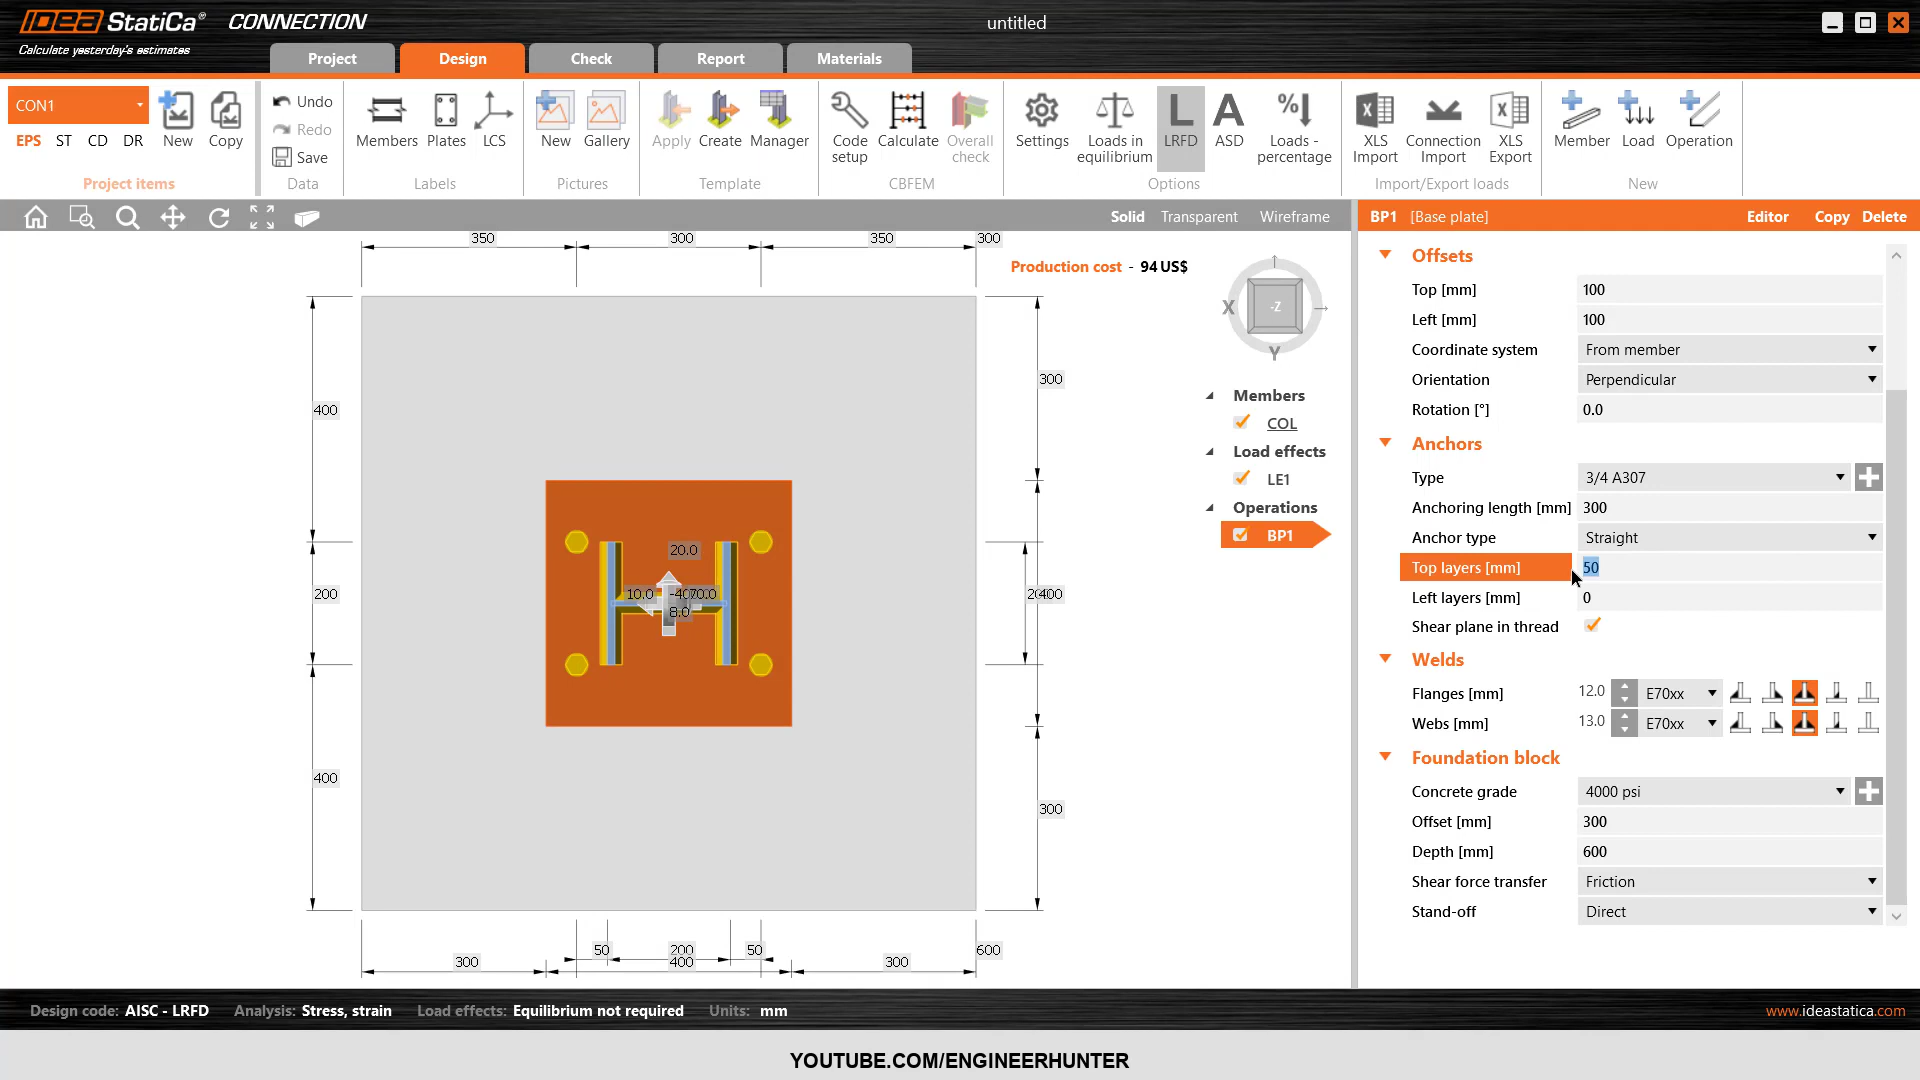 IDEA StatiCa® CONNECTION
Calculate yesterday's estimates
untitled
Project
Design
Check
Report
Materials
CON1
EPS ST CD DR
New
Copy
Project items
Undo
Redo
Save
Data
Members
Plates
LCS
Labels
New
Gallery
Pictures
Apply
Create
Manager
Template
Code setup
Calculate
Overall check
CBFEM
Settings
Loads in equilibrium
LRFD
ASD
Loads - percentage
Options
XLS Import
Connection Import
XLS Export
Import/Export loads
Member
Load
Operation
New
Solid Transparent Wireframe
BP1 [Base plate]
Editor Copy Delete
350 300 350 300
Production cost - 94 US$
X -Z Y
400
200
400
300
400
300
20.0
10.0
8.0
50 200 50 600
300 400 300
Members
COL
Load effects
LE1
Operations
BP1
Offsets
Top [mm] 100
Left [mm] 100
Coordinate system From member
Orientation Perpendicular
Rotation [°] 0.0
Anchors
Type 3/4 A307
Anchoring length [mm] 300
Anchor type Straight
Top layers [mm] 50
Left layers [mm] 0
Shear plane in thread
Welds
Flanges [mm] 12.0 E70xx
Webs [mm] 13.0 E70xx
Foundation block
Concrete grade 4000 psi
Offset [mm] 300
Depth [mm] 600
Shear force transfer Friction
Stand-off Direct
Design code: AISC - LRFD Analysis: Stress, strain Load effects: Equilibrium not required Units: mm
www.ideastatica.com
YOUTUBE.COM/ENGINEERHUNTER